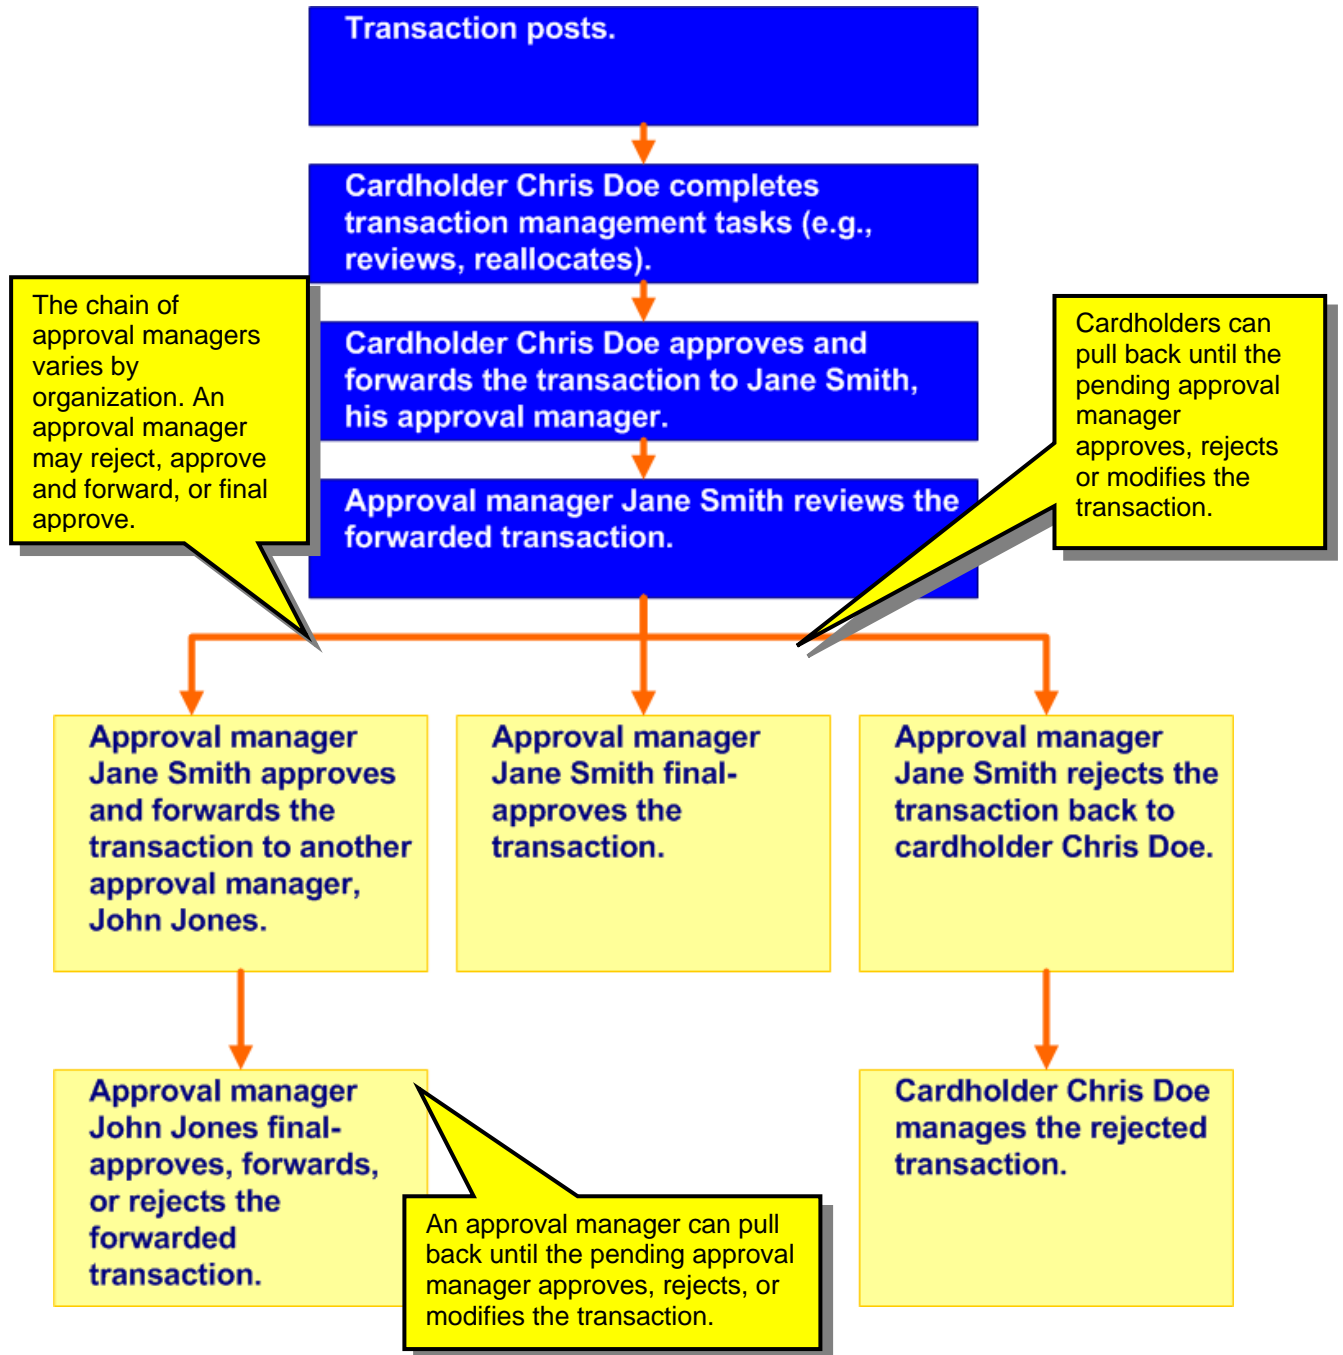 Transaction posts.
Cardholder Chris Doe completes
transaction management tasks (e.g.,
reviews, reallocates).
The chain of
approval managers
varies by
organization. An
approval manager
may reject, approve
and forward, or final
approve.
Cardholder Chris Doe approves and
forwards the transaction to Jane Smith,
his approval manager.
Cardholders can
pull back until the
pending approval
manager
approves, rejects
or modifies the
transaction.
Approval manager Jane Smith reviews the
forwarded transaction.
Approval manager
Jane Smith approves
and forwards the
transaction to another
approval manager,
John Jones.
Approval manager
Jane Smith final-
approves the
transaction.
Approval manager
Jane Smith rejects the
transaction back to
cardholder Chris Doe.
Approval manager
John Jones final-
approves, forwards,
or rejects the
forwarded
transaction.
An approval manager can pull
back until the pending approval
manager approves, rejects, or
modifies the transaction.
Cardholder Chris Doe
manages the rejected
transaction.